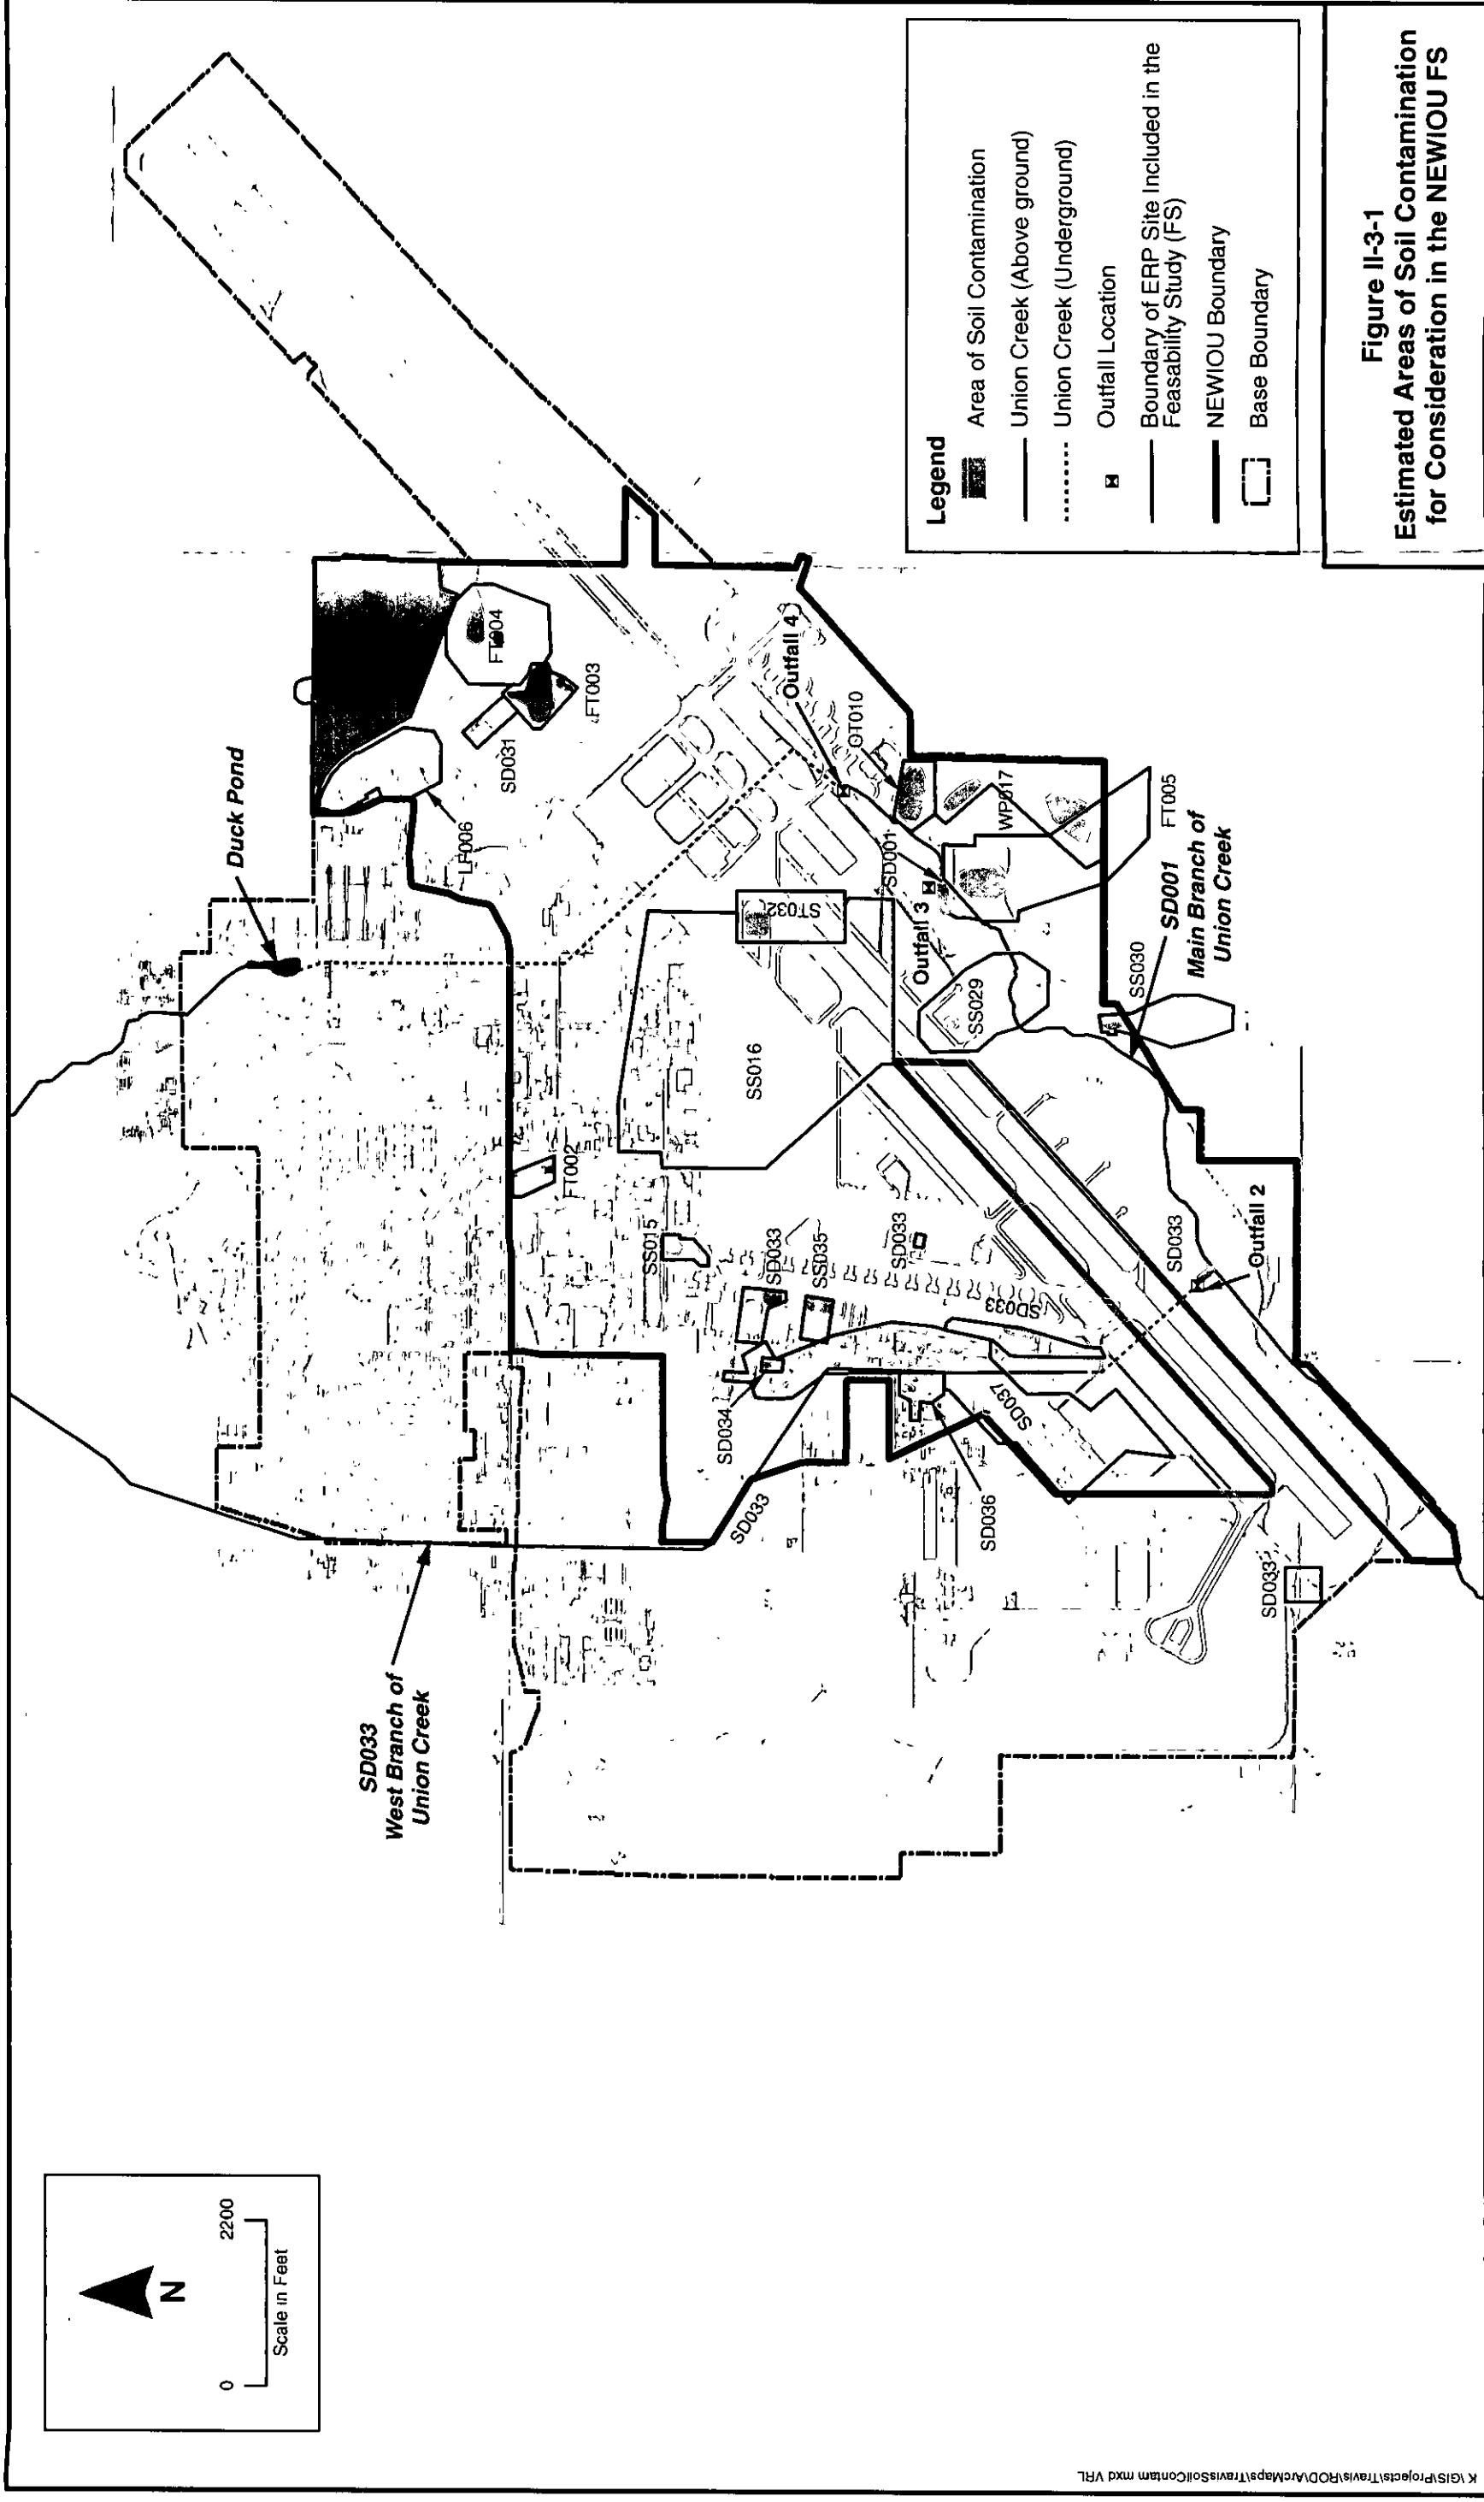 N
0
2200
Scale in Feet
SD033
West Branch of
Union Creek
Duck Pond
LF006
SD031
FT004
FT003
FT002
SS015
SS016
ST032
SD033
SS035
SD033
SD034
SD033
SD033
SD037
SD036
SD033
SD033
Outfall 2
Outfall 4
OT010
SD001
Outfall 3
WP017
FT005
SS029
SS030
SD001
Main Branch of
Union Creek
Legend
Area of Soil Contamination
Union Creek (Above ground)
Union Creek (Underground)
Outfall Location
Boundary of ERP Site Included in the
Feasability Study (FS)
NEWIOU Boundary
Base Boundary
Figure II-3-1
Estimated Areas of Soil Contamination
for Consideration in the NEWIOU FS
K \GIS\Projects\Travis\ROD\ArcMaps\TravisSoilContam mxd VRL